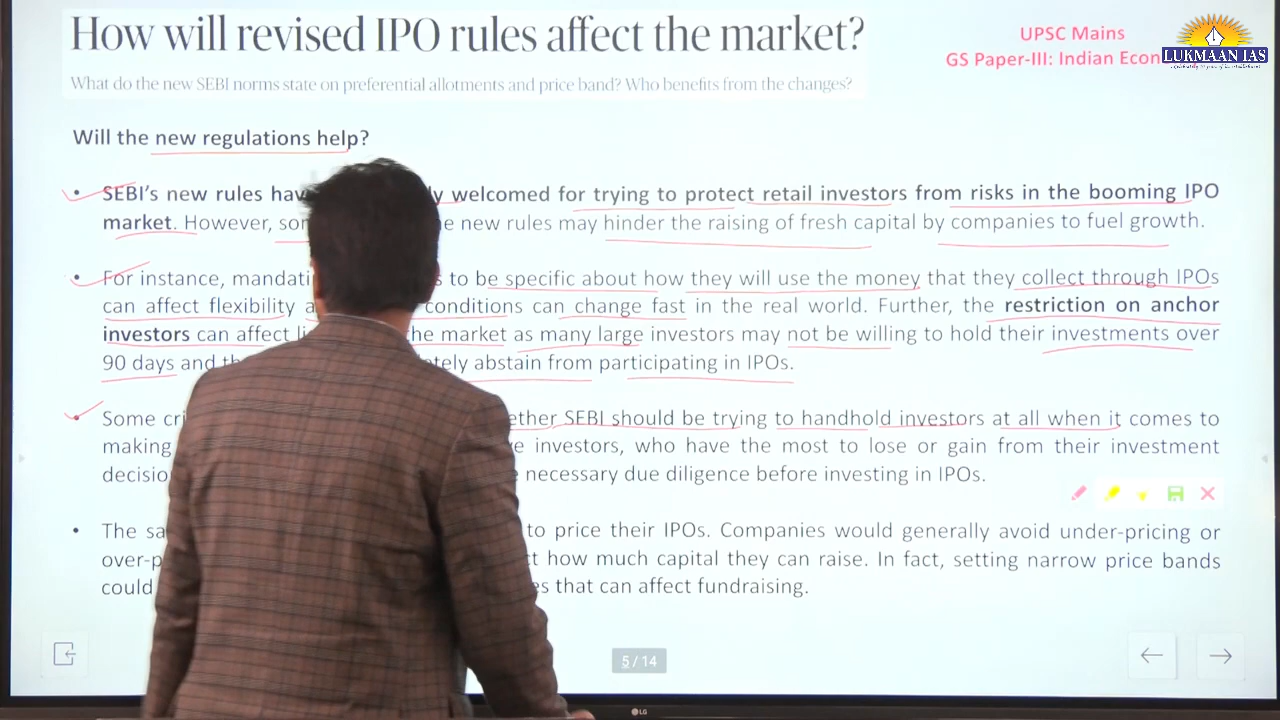 How will revised IPO rules affect the market?
What do the new SEBI norms state on preferential allotments and price band? Who benefits from the changes?
UPSC Mains
GS Paper-III: Indian Econ
LUKMAAN IAS
Will the new regulations help?
• SEBI's new rules hav y welcomed for trying to protect retail investors from risks in the booming IPO
market. However, som e new rules may hinder the raising of fresh capital by companies to fuel growth.
• For instance, mandati s to be specific about how they will use the money that they collect through IPOs
can affect flexibility a conditions can change fast in the real world. Further, the restriction on anchor
investors can affect li he market as many large investors may not be willing to hold their investments over
90 days and th tely abstain from participating in IPOs.
• Some cri ether SEBI should be trying to handhold investors at all when it comes to
making e investors, who have the most to lose or gain from their investment
decisio necessary due diligence before investing in IPOs.
• The sa to price their IPOs. Companies would generally avoid under-pricing or
over-p t how much capital they can raise. In fact, setting narrow price bands
could es that can affect fundraising.
5 / 14
LG